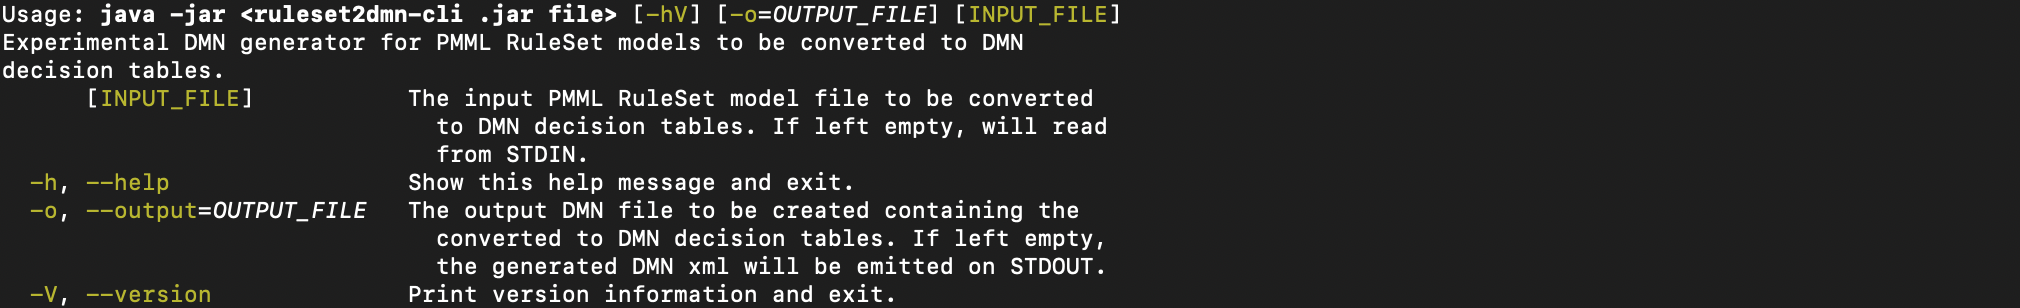 Usage: java -jar <ruleset2dmn-cli .jar file> [-hV] [-o=OUTPUT_FILE] [INPUT_FILE]
Experimental DMN generator for PMML RuleSet models to be converted to DMN
decision tables.
      [INPUT_FILE]           The input PMML RuleSet model file to be converted
                               to DMN decision tables. If left empty, will read
                               from STDIN.
  -h, --help                 Show this help message and exit.
  -o, --output=OUTPUT_FILE   The output DMN file to be created containing the
                               converted to DMN decision tables. If left empty,
                               the generated DMN xml will be emitted on STDOUT.
  -V, --version              Print version information and exit.